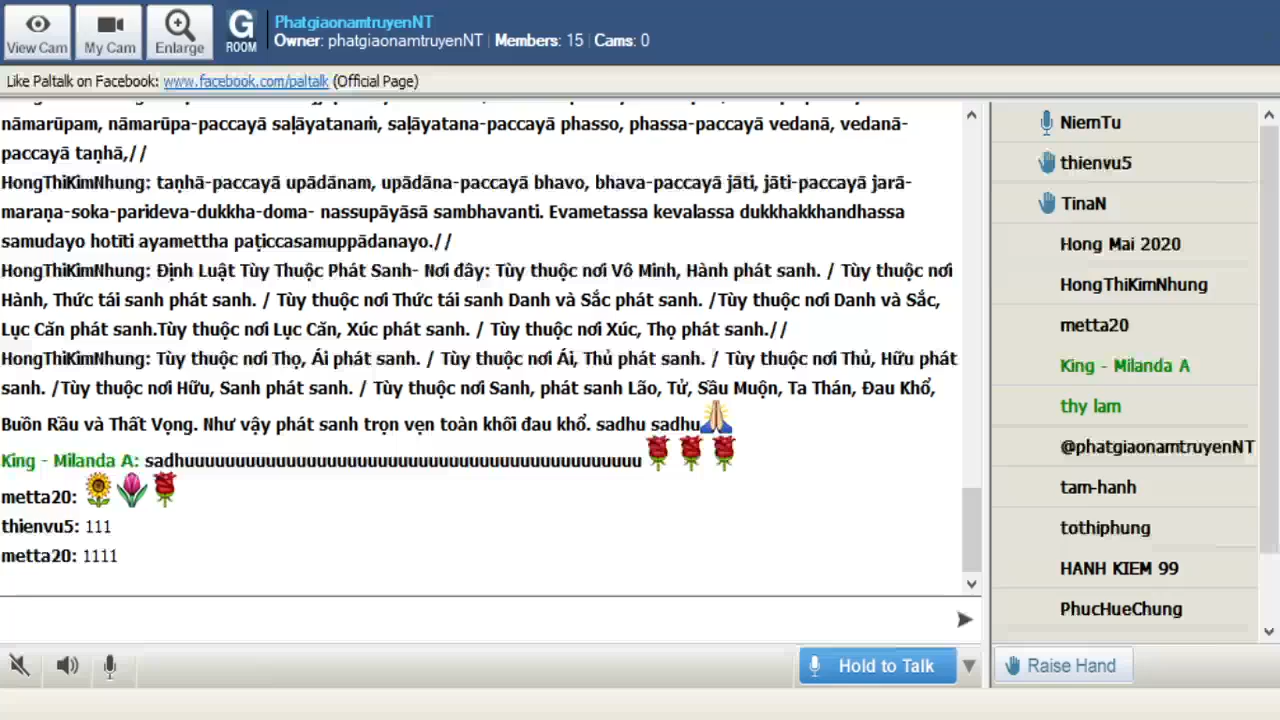 View Cam
My Cam
Enlarge
G
ROOM
PhatgiaonamtruyenNT
Owner: phatgiaonamtruyenNT | Members: 15 | Cams: 0
Like Paltalk on Facebook: www.facebook.com/paltalk (Official Page)
nāmarūpam, nāmarūpa-paccayā saḷāyatanaṁ, saḷāyatana-paccayā phasso, phassa-paccayā vedanā, vedanā-
paccayā taṇhā,//
HongThiKimNhung: taṇhā-paccayā upādānam, upādāna-paccayā bhavo, bhava-paccayā jāti, jāti-paccayā jarā-
maraṇa-soka-parideva-dukkha-doma- nassupāyāsā sambhavanti. Evametassa kevalassa dukkhakkhandhassa
samudayo hotīti ayamettha paṭiccasamuppādanayo.//
HongThiKimNhung: Định Luật Tùy Thuộc Phát Sanh- Nơi đây: Tùy thuộc nơi Vô Minh, Hành phát sanh. / Tùy thuộc nơi
Hành, Thức tái sanh phát sanh. / Tùy thuộc nơi Thức tái sanh Danh và Sắc phát sanh. /Tùy thuộc nơi Danh và Sắc,
Lục Căn phát sanh.Tùy thuộc nơi Lục Căn, Xúc phát sanh. / Tùy thuộc nơi Xúc, Thọ phát sanh.//
HongThiKimNhung: Tùy thuộc nơi Thọ, Ái phát sanh. / Tùy thuộc nơi Ái, Thủ phát sanh. / Tùy thuộc nơi Thủ, Hữu phát
sanh. /Tùy thuộc nơi Hữu, Sanh phát sanh. / Tùy thuộc nơi Sanh, phát sanh Lão, Tử, Sầu Muộn, Ta Thán, Đau Khổ,
Buồn Rầu và Thất Vọng. Như vậy phát sanh trọn vẹn toàn khối đau khổ. sadhu sadhu🙏
King - Milanda A: sadhuuuuuuuuuuuuuuuuuuuuuuuuuuuuuuuuuuuuuuuuuuuuu🌹🌹🌹
metta20: 🌻🌷🌹
thienvu5: 111
metta20: 1111
NiemTu
thienvu5
TinaN
Hong Mai 2020
HongThiKimNhung
metta20
King - Milanda A
thy lam
@phatgiaonamtruyenNT
tam-hanh
tothiphung
HANH KIEM 99
PhucHueChung
Hold to Talk
Raise Hand